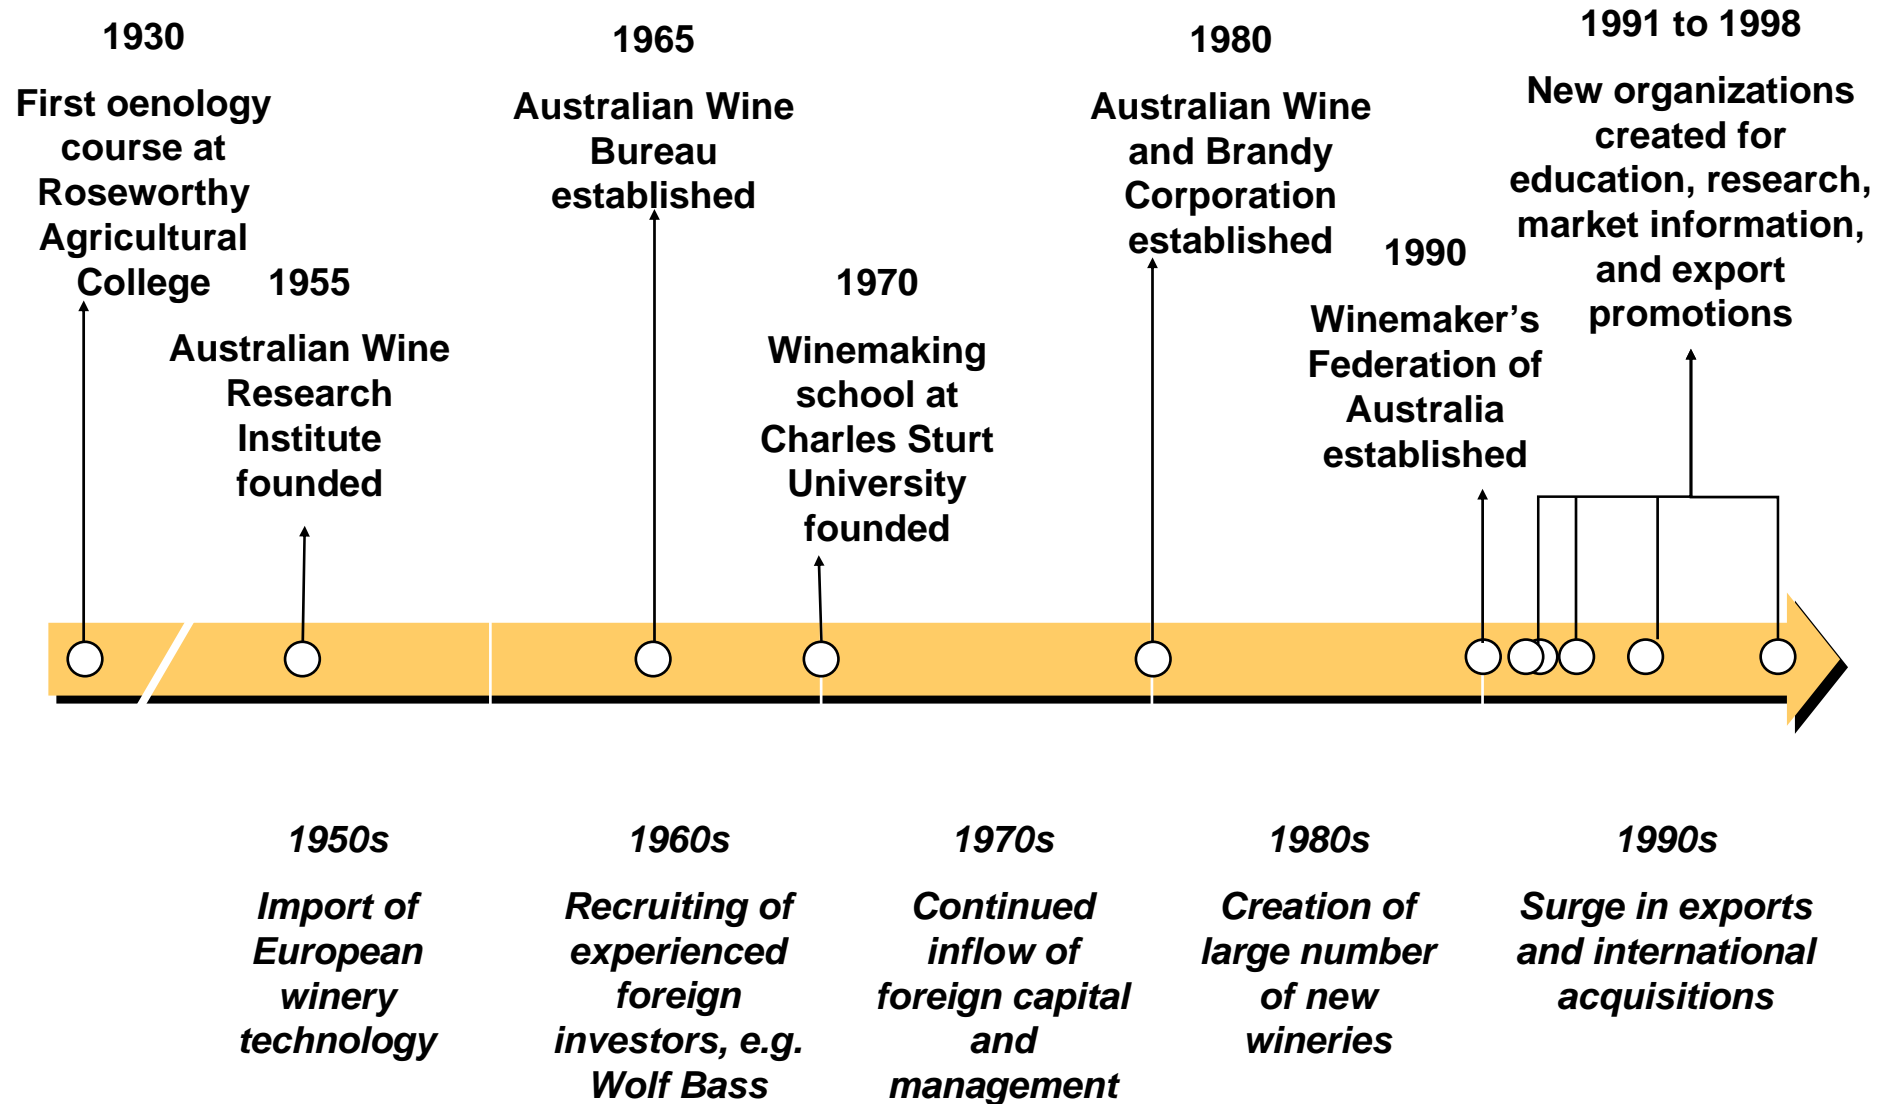 1930
First oenology
course at
Roseworthy
Agricultural
College
1955
Australian Wine
Research
Institute
founded
1965
Australian Wine
Bureau
established
1970
Winemaking
school at
Charles Sturt
University
founded
1980
Australian Wine
and Brandy
Corporation
established
1990
Winemaker’s
Federation of
Australia
established
1991 to 1998
New organizations
created for
education, research,
market information,
and export
promotions
1950s
Import of
European
winery
technology
1960s
Recruiting of
experienced
foreign
investors, e.g.
Wolf Bass
1970s
Continued
inflow of
foreign capital
and
management
1980s
Creation of
large number
of new
wineries
1990s
Surge in exports
and international
acquisitions